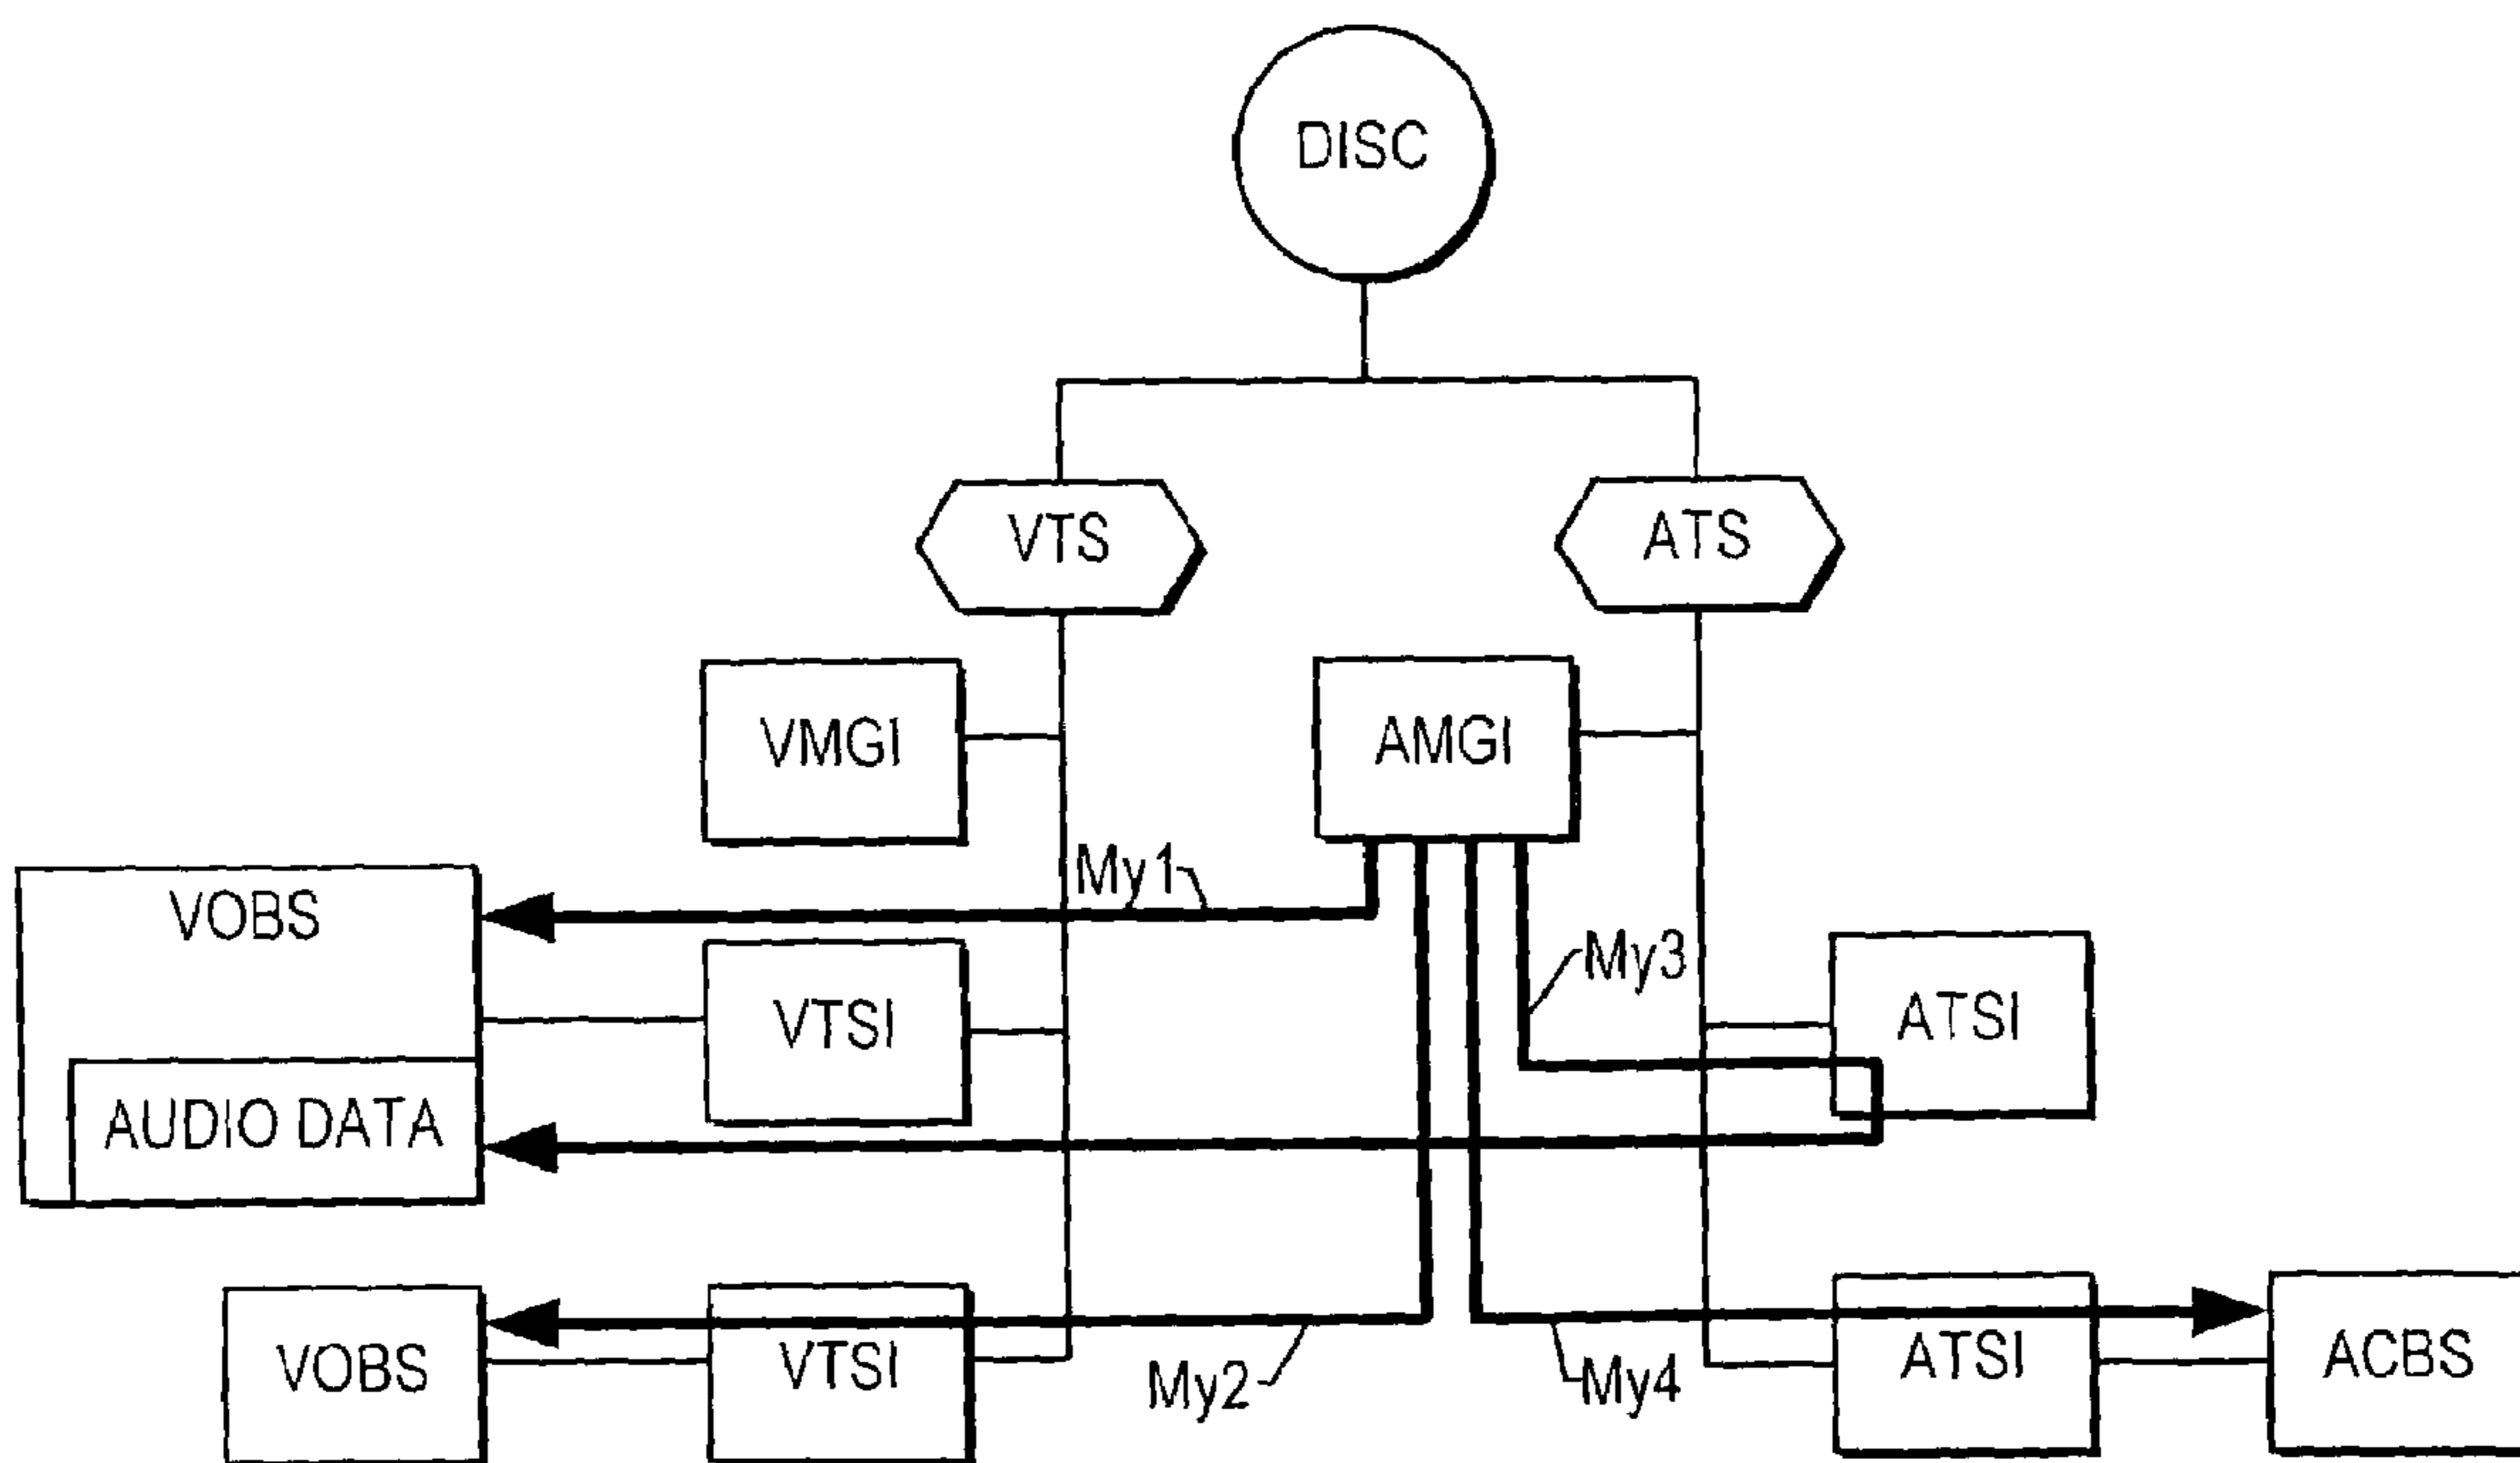 DISC
VTS
ATS
VMGI
AMGI
My1
VOBS
My3
VTSI
ATSI
AUDIO DATA
VOBS
VTSI
My2
My4
ATSI
ACBS